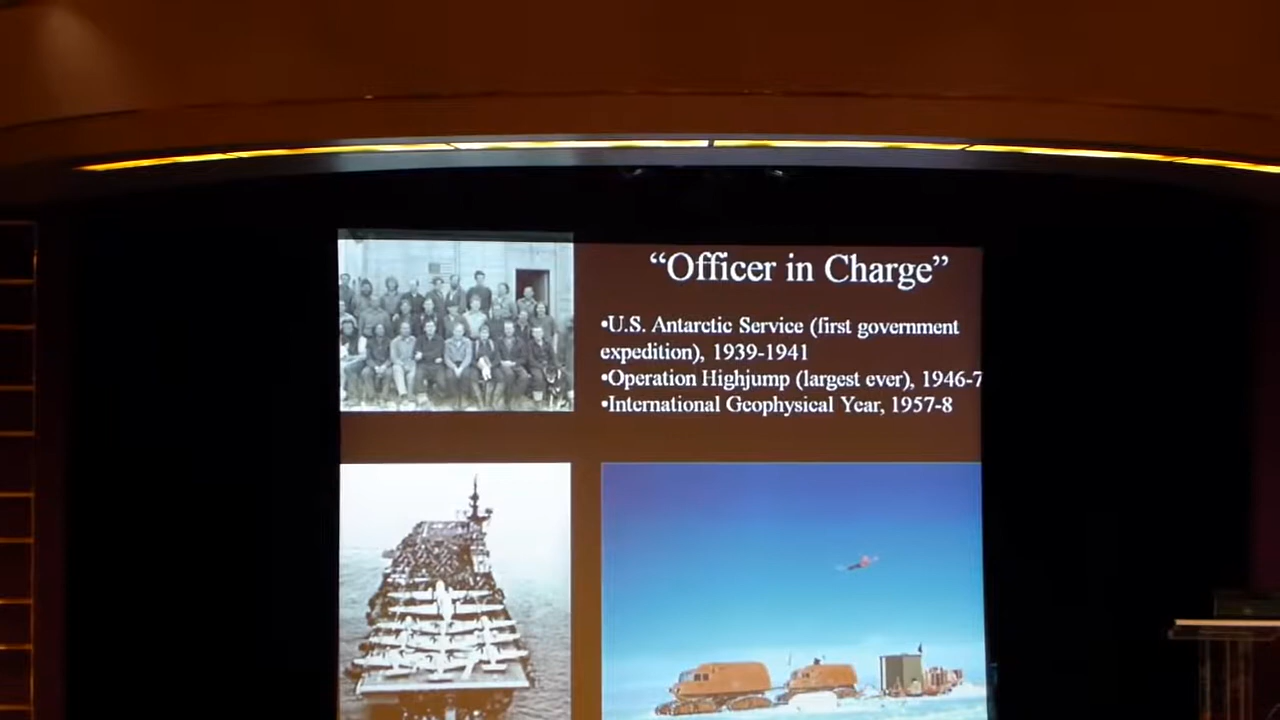 “Officer in Charge”
•U.S. Antarctic Service (first government
expedition), 1939-1941
•Operation Highjump (largest ever), 1946-7
•International Geophysical Year, 1957-8